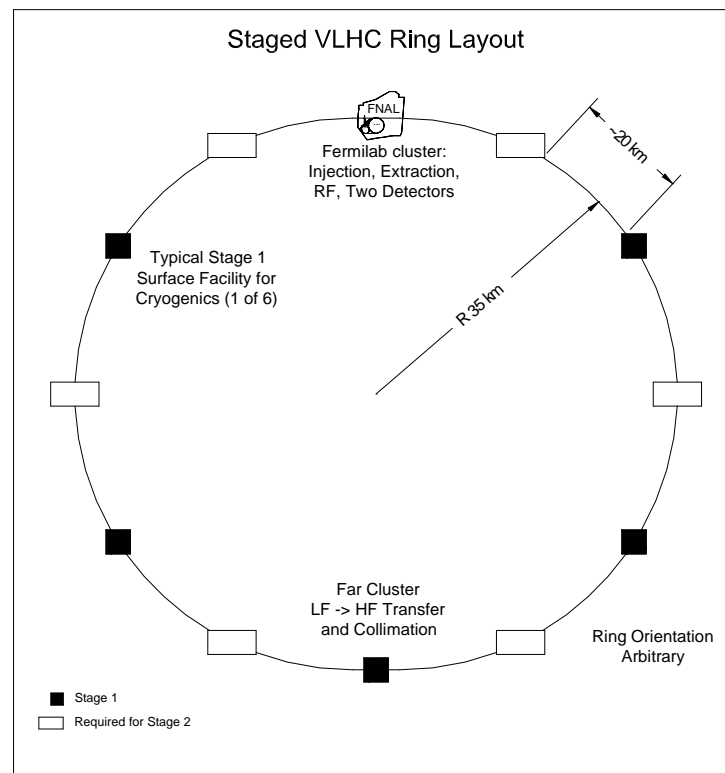 Staged VLHC Ring Layout
FNAL
Fermilab cluster:
Injection, Extraction,
RF, Two Detectors
~20 km
Typical Stage 1
Surface Facility for
Cryogenics (1 of 6)
R 35 km
Far Cluster
LF -> HF Transfer
and Collimation
Ring Orientation
Arbitrary
Stage 1
Required for Stage 2